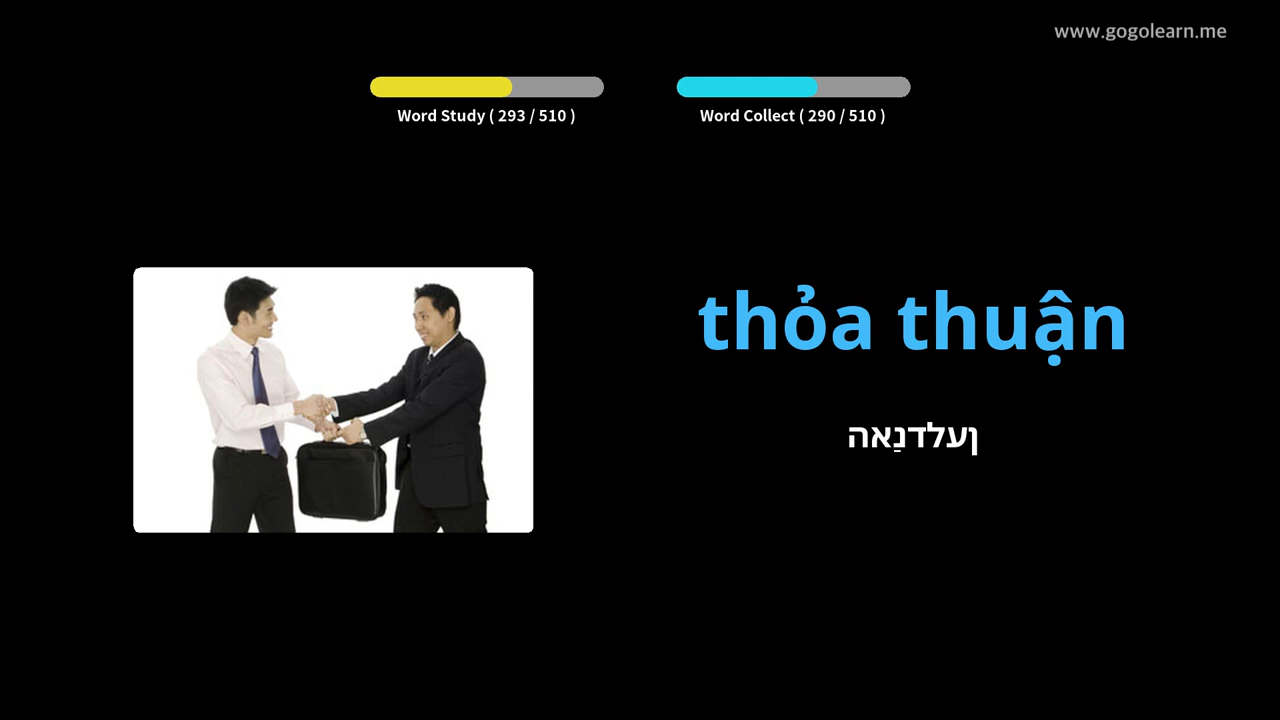 www.gogolearn.me
Word Study ( 293 / 510 )
Word Collect ( 290 / 510 )
thỏa thuận
ןעלדנַאה